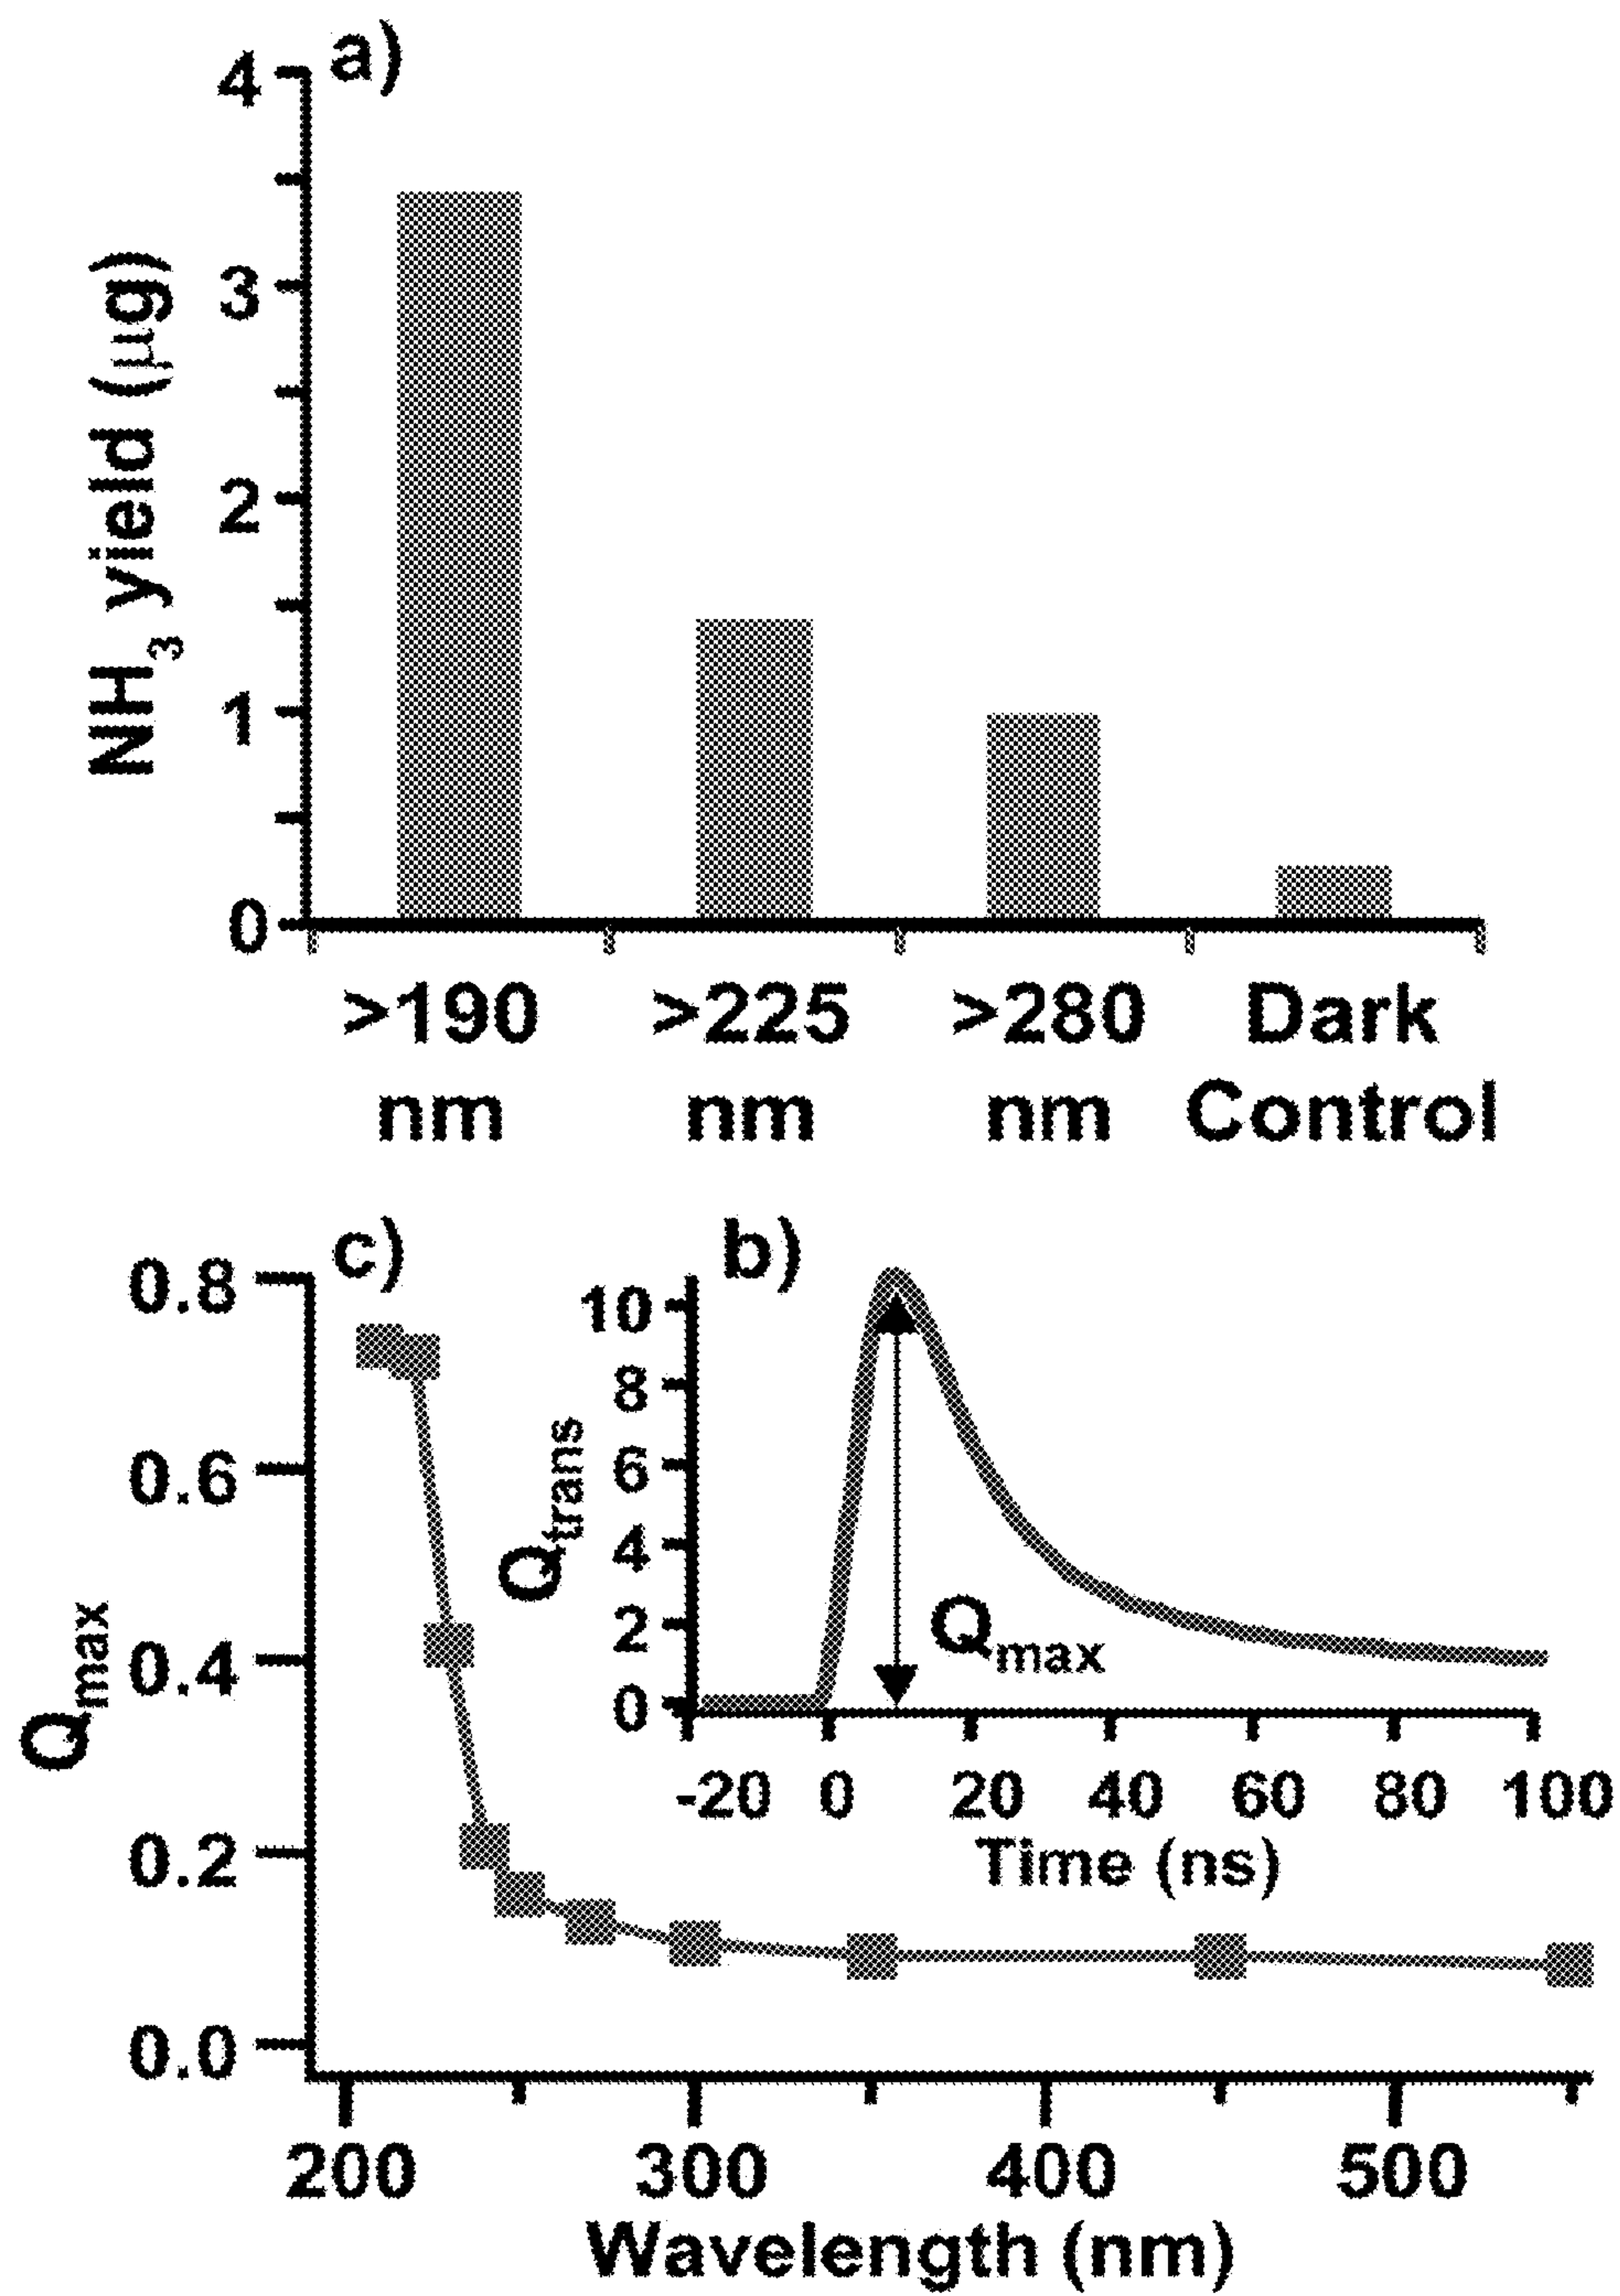 a)
4
3
2
1
0
NH3 yield (μg)
>190 nm
>225 nm
>280 nm
Dark Control
c)
0.8
0.6
0.4
0.2
0.0
Qmax
200 300 400 500
Wavelength (nm)
b)
10
8
6
4
2
0
Qtrans
Qmax
-20 0 20 40 60 80 100
Time (ns)